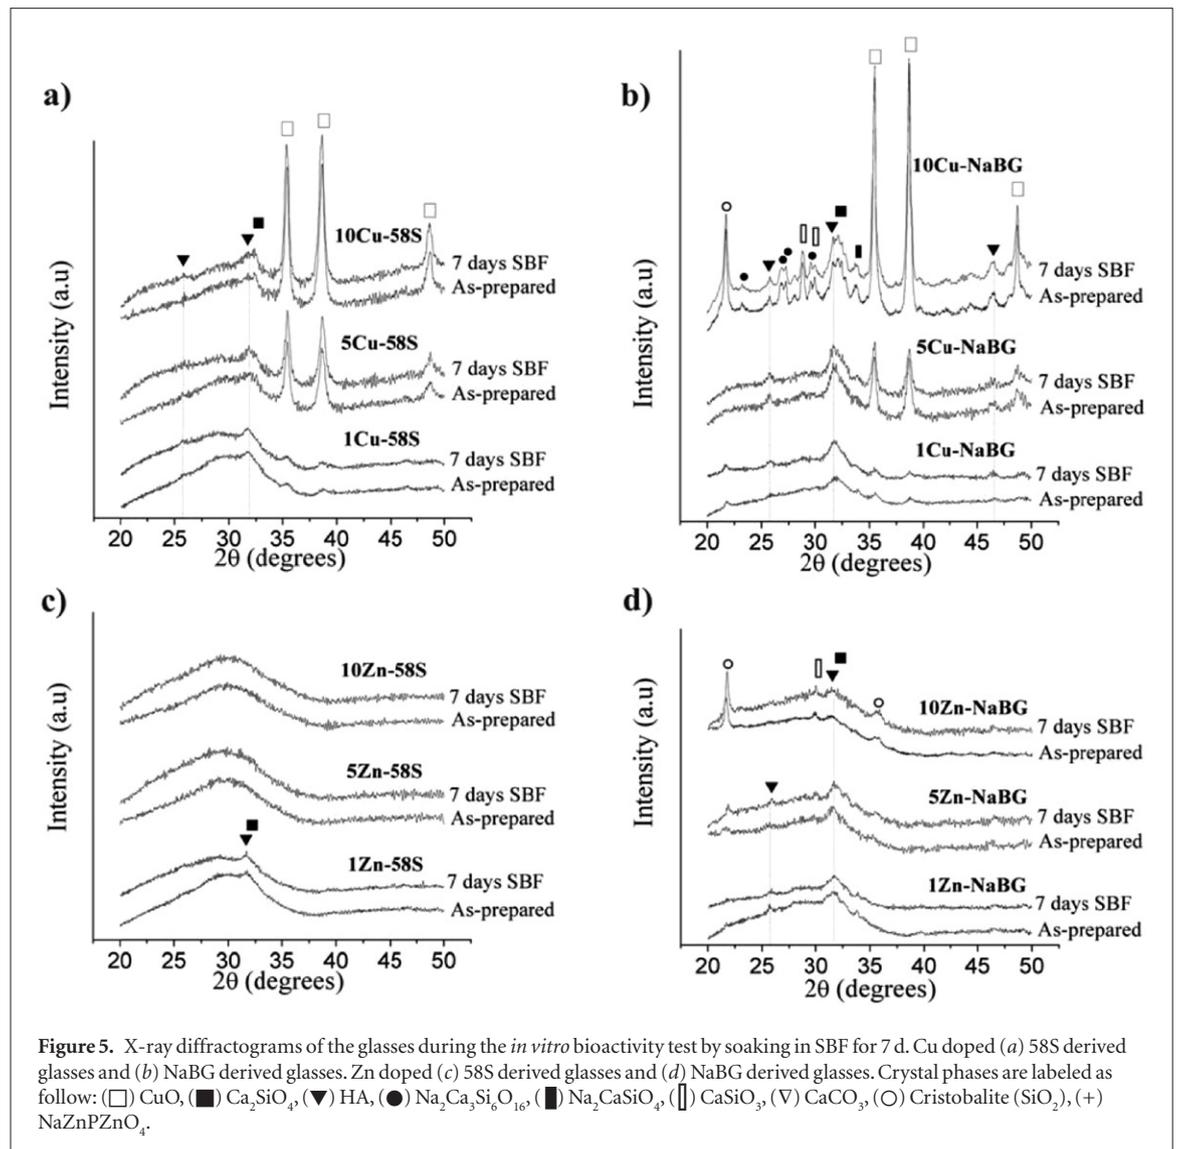 a)
10Cu-58S
7 days SBF
As-prepared
5Cu-58S
7 days SBF
As-prepared
1Cu-58S
7 days SBF
As-prepared
Intensity (a.u)
20 25 30 35 40 45 50
2θ (degrees)
b)
10Cu-NaBG
7 days SBF
As-prepared
5Cu-NaBG
7 days SBF
As-prepared
1Cu-NaBG
7 days SBF
As-prepared
Intensity (a.u)
20 25 30 35 40 45 50
2θ (degrees)
c)
10Zn-58S
7 days SBF
As-prepared
5Zn-58S
7 days SBF
As-prepared
1Zn-58S
7 days SBF
As-prepared
Intensity (a.u)
20 25 30 35 40 45 50
2θ (degrees)
d)
10Zn-NaBG
7 days SBF
As-prepared
5Zn-NaBG
7 days SBF
As-prepared
1Zn-NaBG
7 days SBF
As-prepared
Intensity (a.u)
20 25 30 35 40 45 50
2θ (degrees)
Figure 5. X-ray diffractograms of the glasses during the in vitro bioactivity test by soaking in SBF for 7 d. Cu doped (a) 58S derived
glasses and (b) NaBG derived glasses. Zn doped (c) 58S derived glasses and (d) NaBG derived glasses. Crystal phases are labeled as
follow: (□) CuO, (■) Ca₂SiO₄, (▼) HA, (●) Na₂Ca₃Si₆O₁₆, (▮) Na₂CaSiO₄, (▯) CaSiO₃, (∇) CaCO₃, (○) Cristobalite (SiO₂), (+)
NaZnPZnO₄.